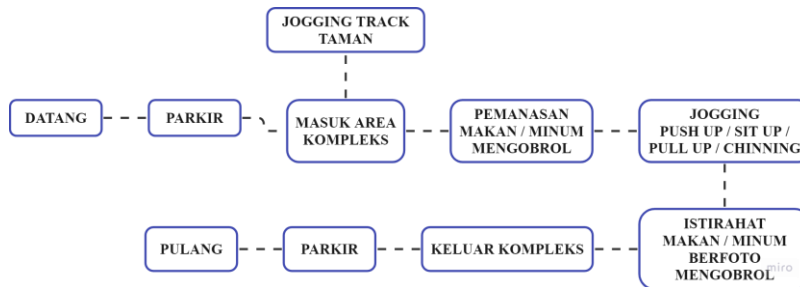 JOGGING TRACK
TAMAN
DATANG
PARKIR
MASUK AREA
KOMPLEKS
PEMANASAN
MAKAN / MINUM
MENGOBROL
JOGGING
PUSH UP / SIT UP /
PULL UP / CHINNING
PULANG
PARKIR
KELUAR KOMPLEKS
ISTIRAHAT
MAKAN / MINUM
BERFOTO
MENGOBROL
miro